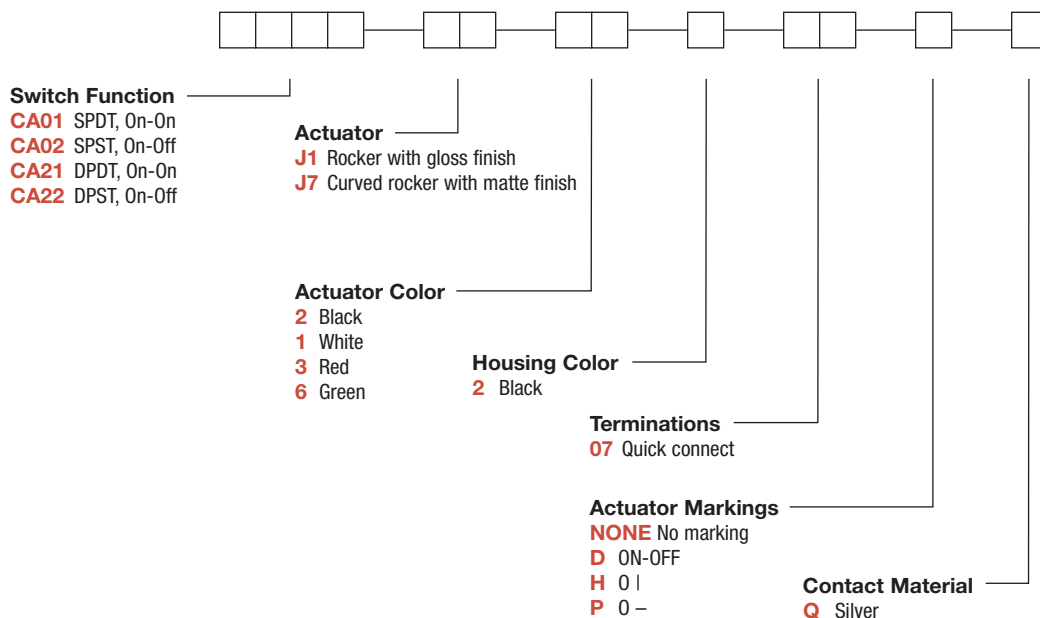 Switch Function
CA01 SPDT, On-On
CA02 SPST, On-Off
CA21 DPDT, On-On
CA22 DPST, On-Off
Actuator
J1 Rocker with gloss finish
J7 Curved rocker with matte finish
Actuator Color
2 Black
1 White
3 Red
6 Green
Housing Color
2 Black
Terminations
07 Quick connect
Actuator Markings
NONE No marking
D ON-OFF
H 0 |
P 0 –
Contact Material
Q Silver